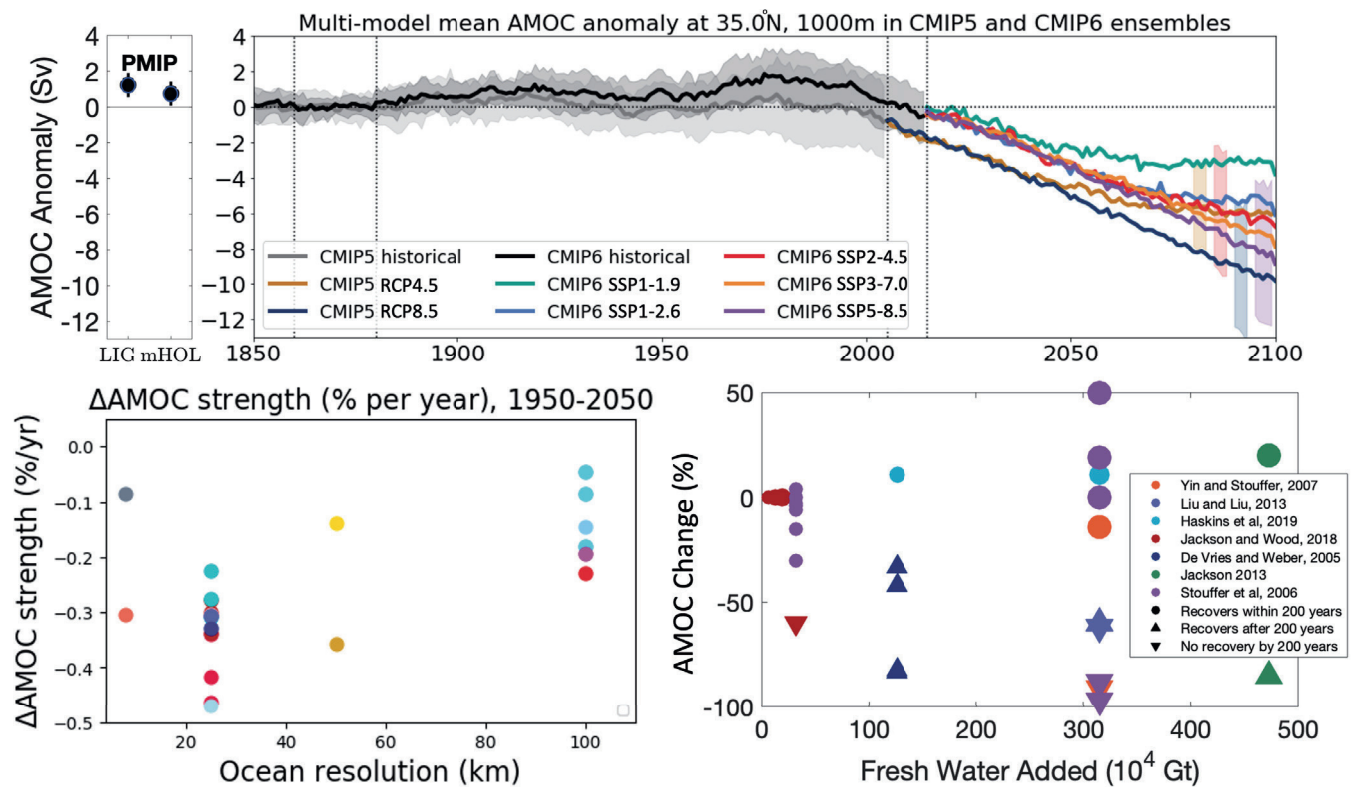 Multi-model mean AMOC anomaly at 35.0°N, 1000m in CMIP5 and CMIP6 ensembles
AMOC Anomaly (Sv)
4
2
0
−2
−4
−6
−8
−10
−12
PMIP
LIC mHOL
4
2
0
−2
−4
−6
−8
−10
−12
1850
1900
1950
2000
2050
2100
CMIP5 historical
CMIP5 RCP4.5
CMIP5 RCP8.5
CMIP6 historical
CMIP6 SSP1-1.9
CMIP6 SSP1-2.6
CMIP6 SSP2-4.5
CMIP6 SSP3-7.0
CMIP6 SSP5-8.5
ΔAMOC strength (% per year), 1950-2050
ΔAMOC strength (%/yr)
0.0
−0.1
−0.2
−0.3
−0.4
−0.5
20
40
60
80
100
Ocean resolution (km)
AMOC Change (%)
50
0
-50
-100
0
100
200
300
400
500
Fresh Water Added (10⁴ Gt)
Yin and Stouffer, 2007
Liu and Liu, 2013
Haskins et al, 2019
Jackson and Wood, 2018
De Vries and Weber, 2005
Jackson 2013
Stouffer et al, 2006
Recovers within 200 years
Recovers after 200 years
No recovery by 200 years